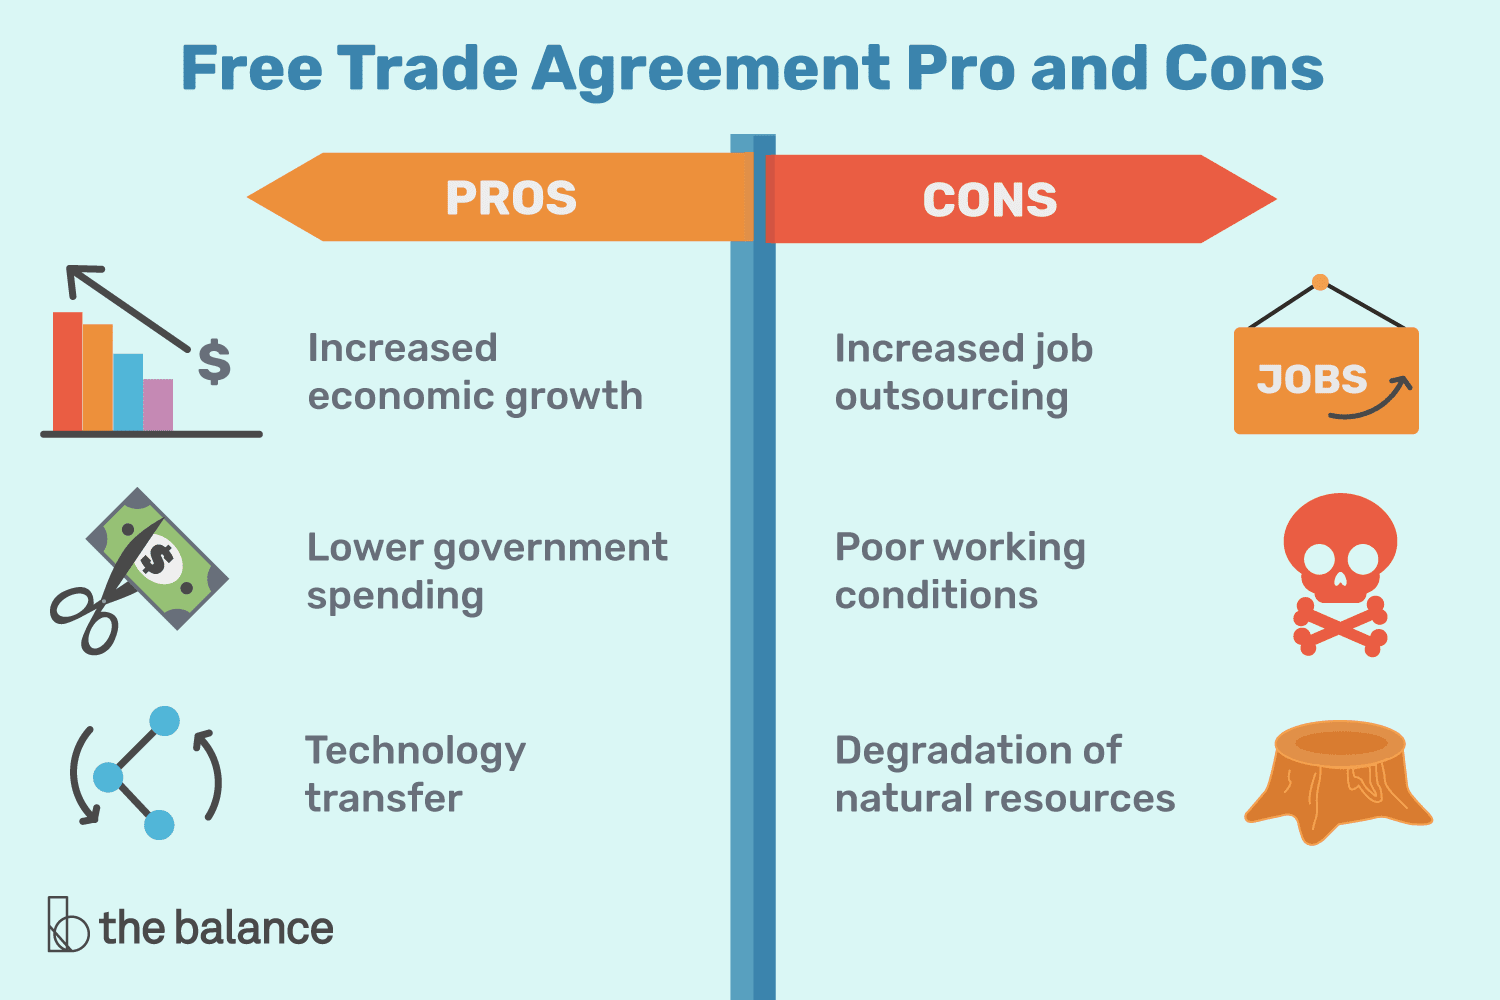 Free Trade Agreement Pro and Cons
PROS
CONS
$
Increased
economic growth
Increased job
outsourcing
JOBS
$
Lower government
spending
Poor working
conditions
Technology
transfer
Degradation of
natural resources
b the balance